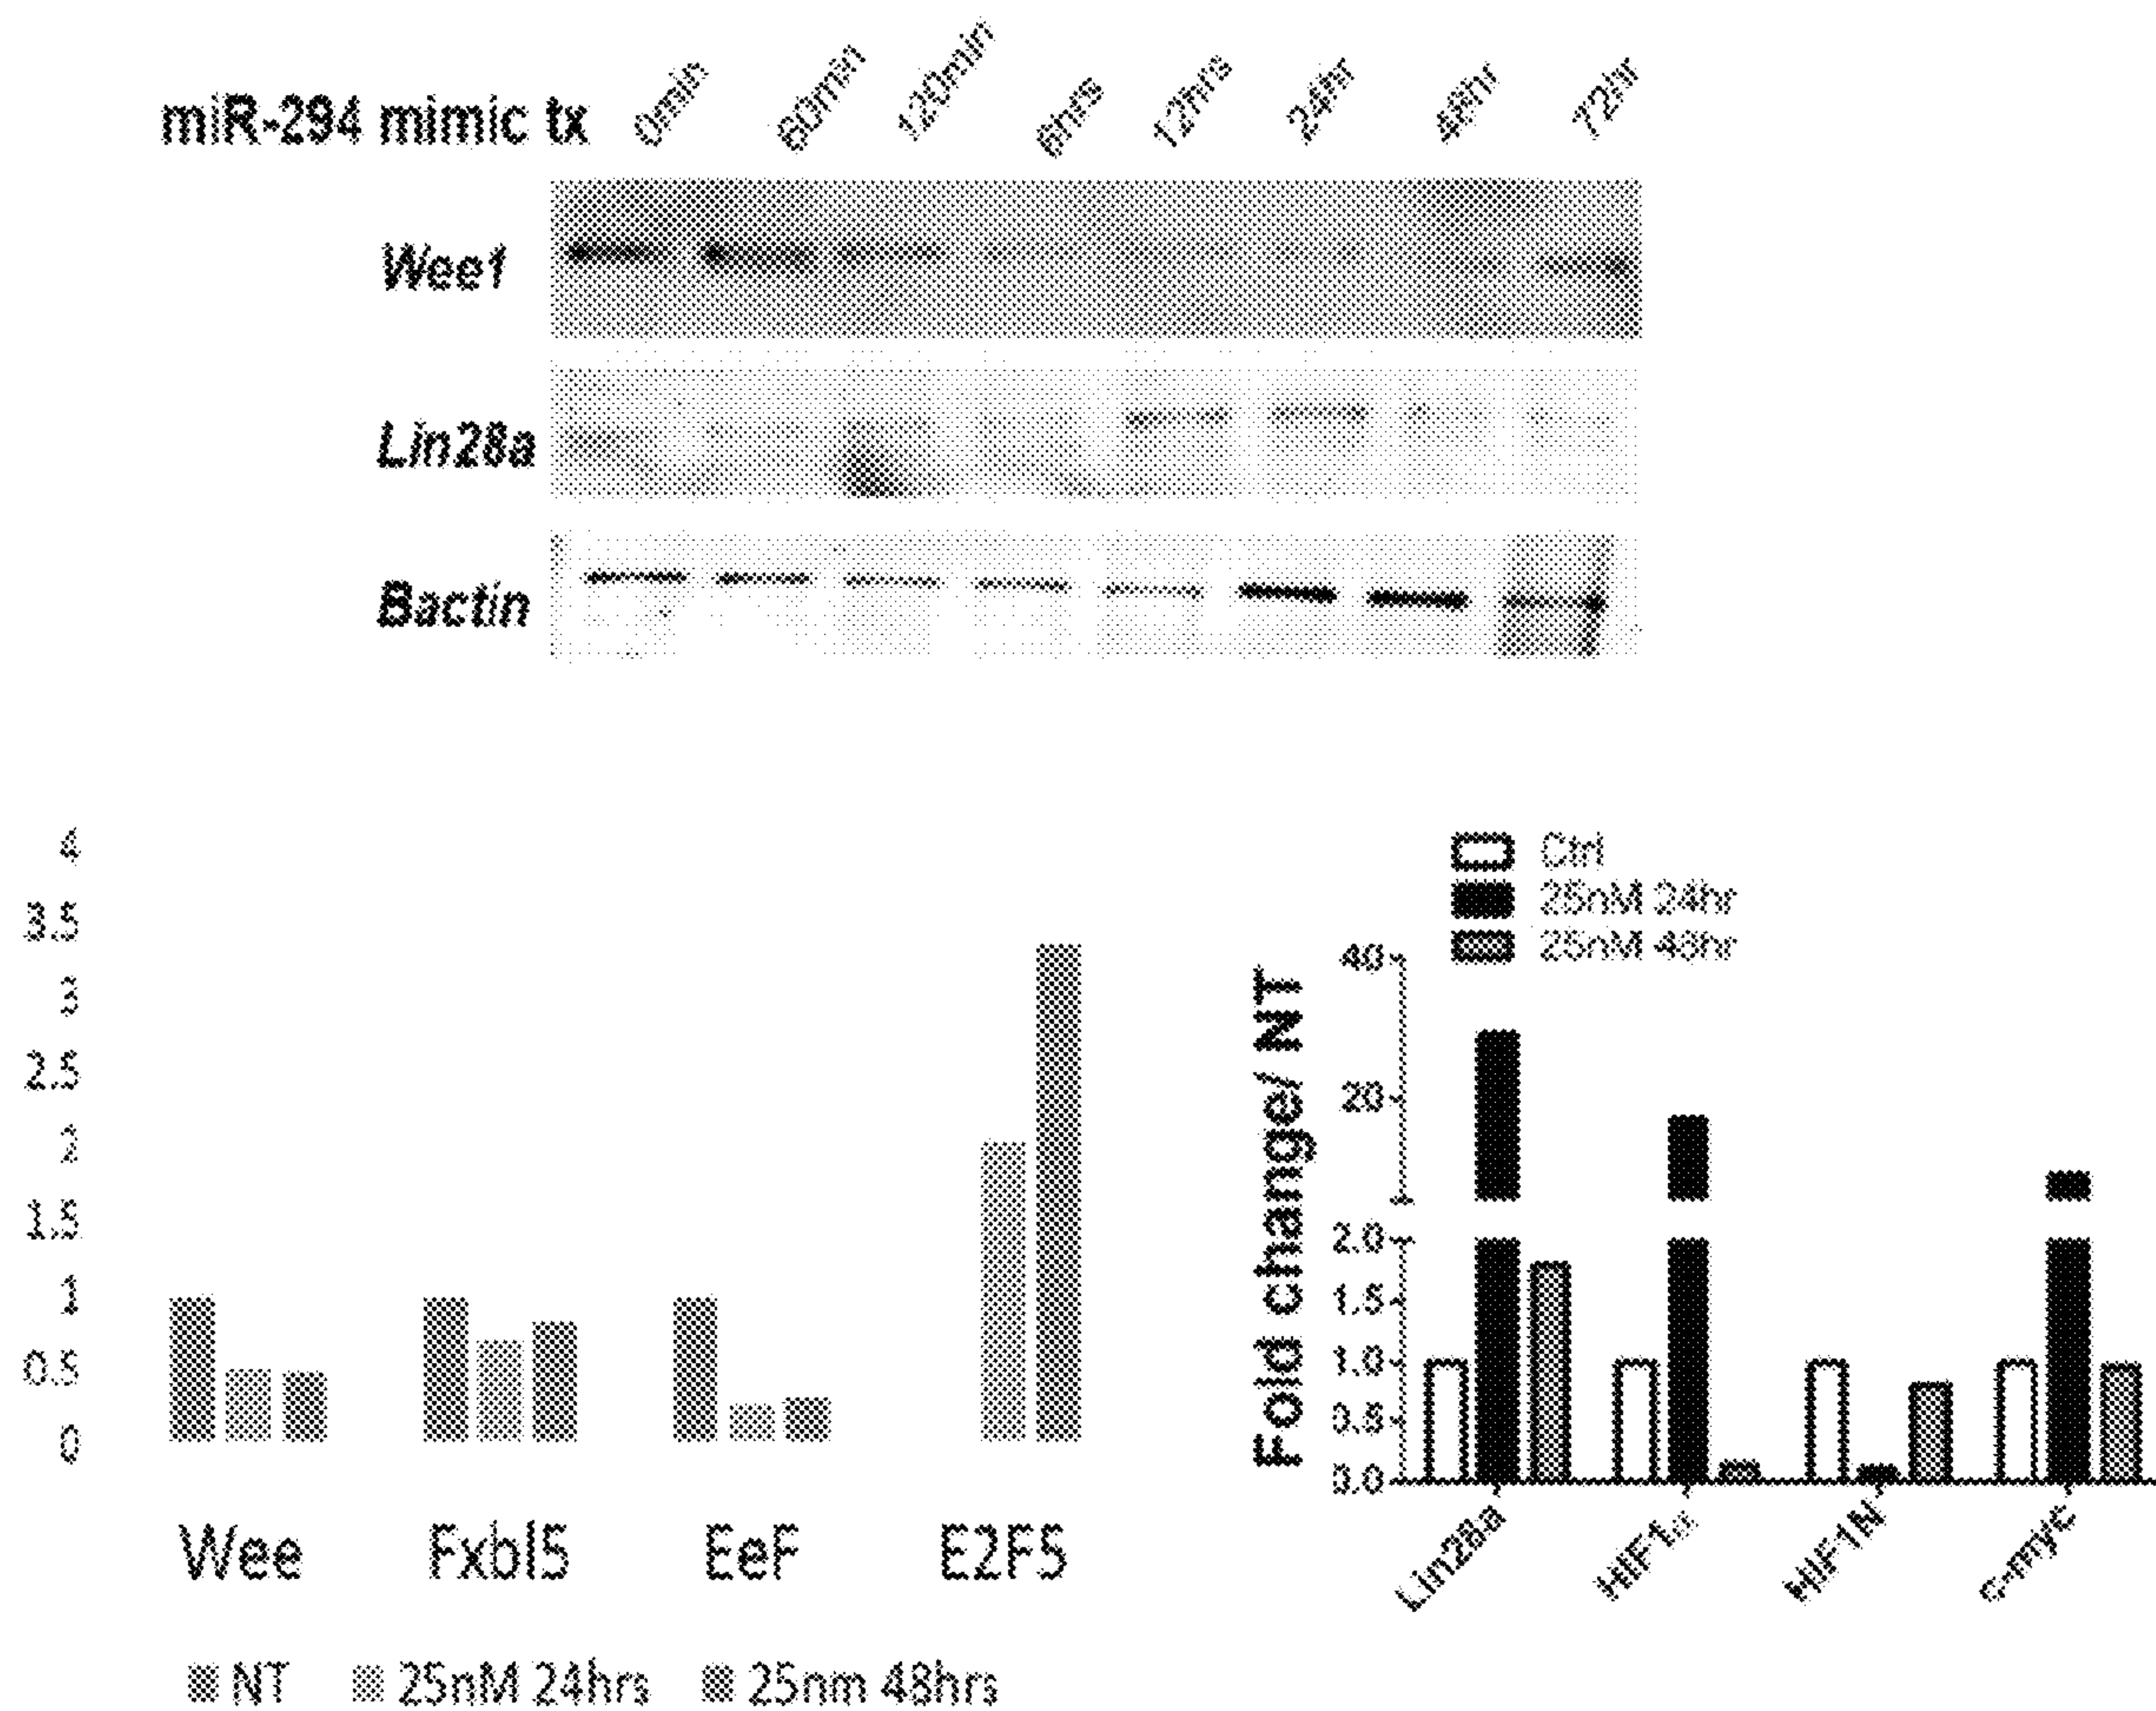 miR-294 mimic tx 0min 60min 120min 6hrs 12hrs 24hr 48hr 72hr
Wee1
Lin28a
Bactin
4
3.5
3
2.5
2
1.5
1
0.5
0
Wee Fxbl5 EeF E2F5
NT 25nM 24hrs 25nm 48hrs
Ctrl
25nM 24hr
25nM 48hr
Fold change/ NT
40
20
2.0
1.5
1.0
0.5
0.0
Lin28a HIF1α HIF1N c-myc